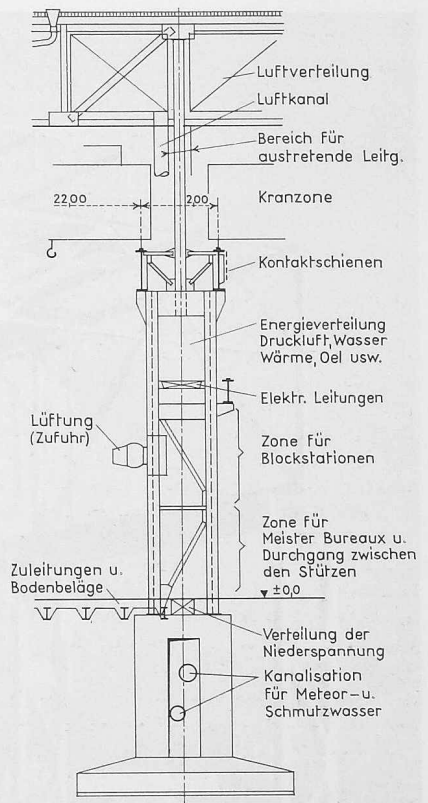 Luftverteilung
Luftkanal
Bereich für
austretende Leitg.
22,00
2,00
Kranzone
Kontaktschienen
Energieverteilung
Druckluft, Wasser
Wärme, Oel usw.
Elektr. Leitungen
Lüftung
(Zufuhr)
Zone für
Blockstationen
Zone für
Meister Bureaux u.
Durchgang zwischen
den Stützen
Zuleitungen u.
Bodenbeläge
±0,0
Verteilung der
Niederspannung
Kanalisation
für Meteor- u.
Schmutzwasser